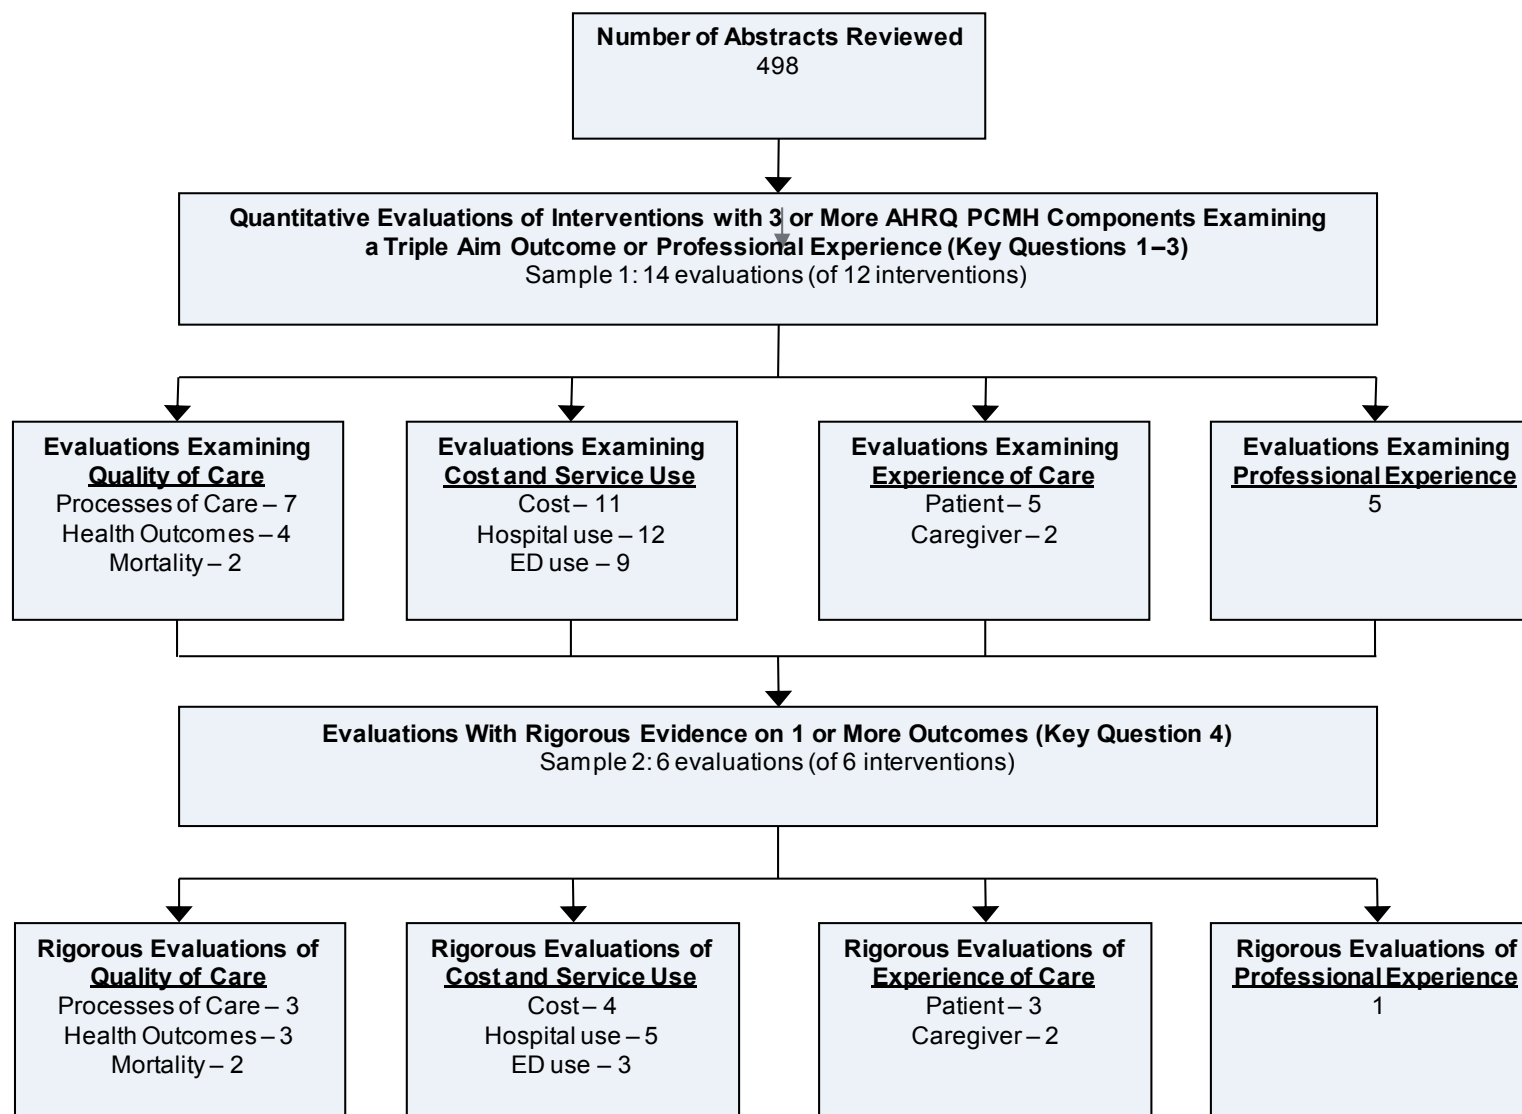 Number of Abstracts Reviewed
498
Quantitative Evaluations of Interventions with 3 or More AHRQ PCMH Components Examining
a Triple Aim Outcome or Professional Experience (Key Questions 1–3)
Sample 1: 14 evaluations (of 12 interventions)
Evaluations Examining
Quality of Care
Processes of Care – 7
Health Outcomes – 4
Mortality – 2
Evaluations Examining
Cost and Service Use
Cost – 11
Hospital use – 12
ED use – 9
Evaluations Examining
Experience of Care
Patient – 5
Caregiver – 2
Evaluations Examining
Professional Experience
5
Evaluations With Rigorous Evidence on 1 or More Outcomes (Key Question 4)
Sample 2: 6 evaluations (of 6 interventions)
Rigorous Evaluations of
Quality of Care
Processes of Care – 3
Health Outcomes – 3
Mortality – 2
Rigorous Evaluations of
Cost and Service Use
Cost – 4
Hospital use – 5
ED use – 3
Rigorous Evaluations of
Experience of Care
Patient – 3
Caregiver – 2
Rigorous Evaluations of
Professional Experience
1